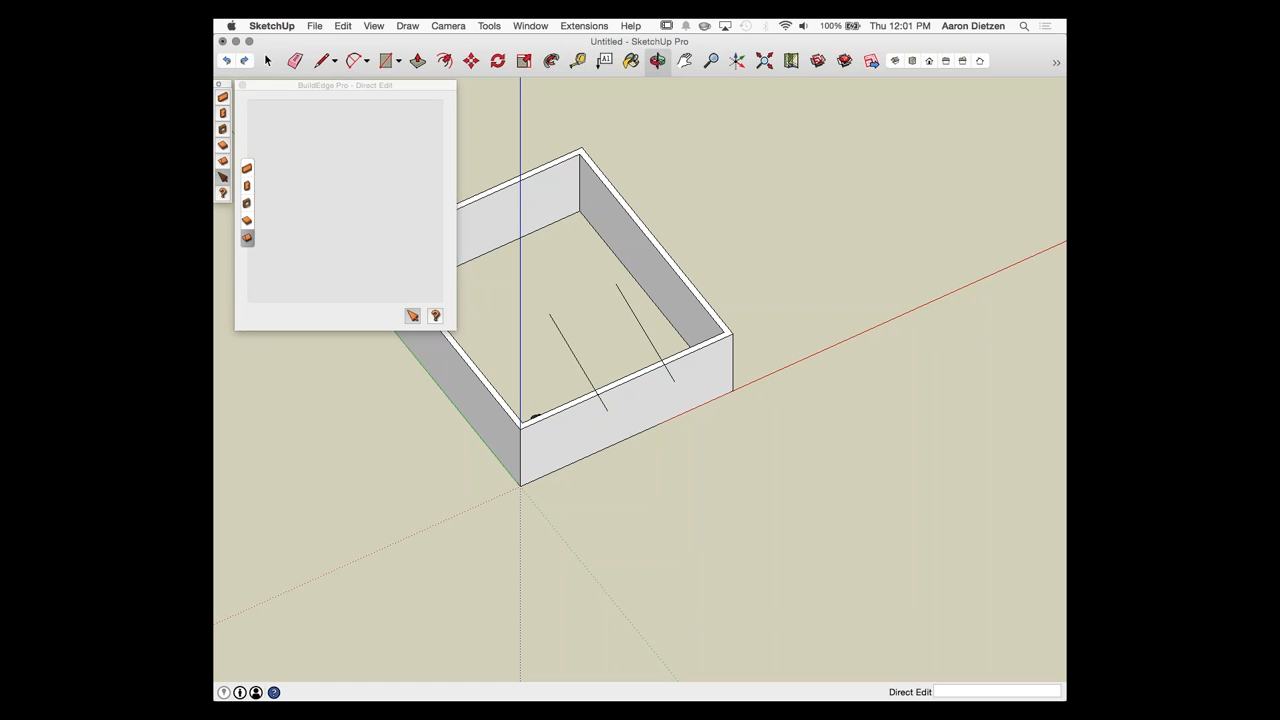 SketchUp File Edit View Draw Camera Tools Window Extensions Help 100% Thu 12:01 PM Aaron Dietzen
Untitled - SketchUp Pro
A1
BuildEdge Pro - Direct Edit
Direct Edit